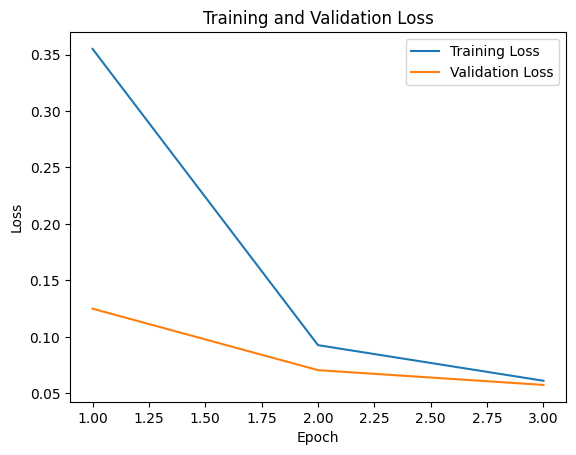 Training and Validation Loss
Training Loss
Validation Loss
0.35
0.30
0.25
0.20
0.15
0.10
0.05
Loss
1.00 1.25 1.50 1.75 2.00 2.25 2.50 2.75 3.00
Epoch